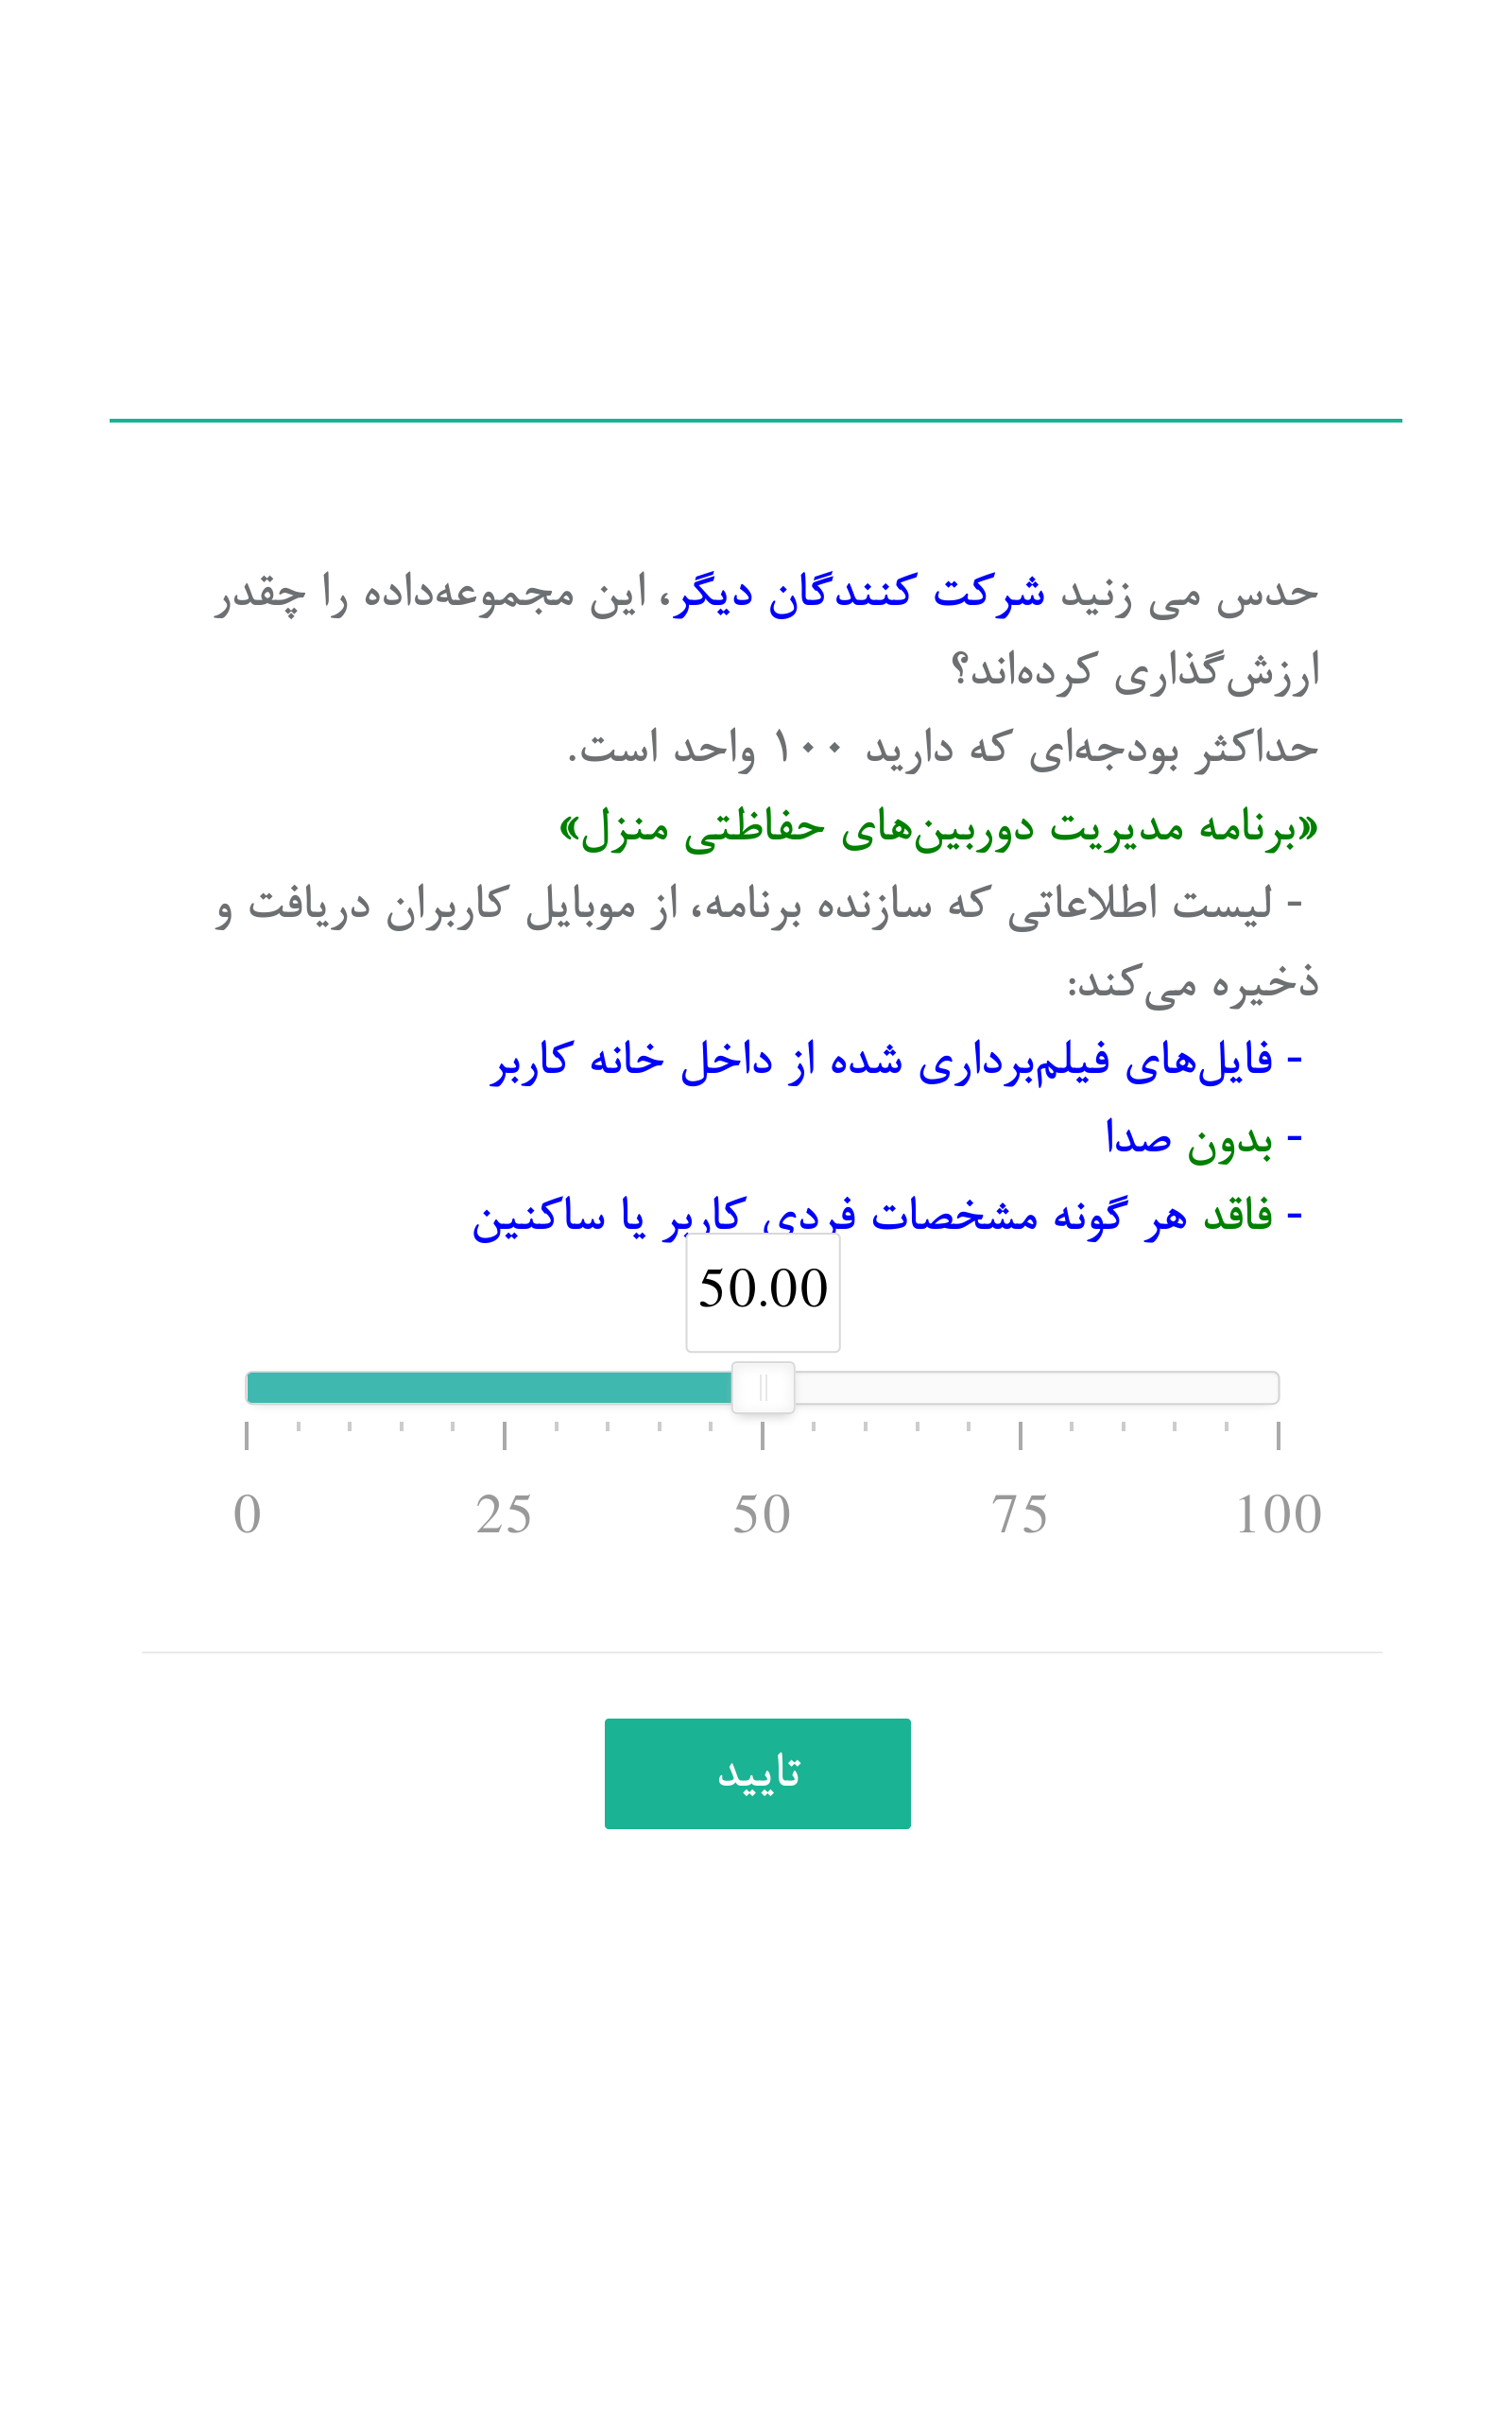 حدس می زنید شرکت کنندگان دیگر، این مجموعه‌داده را چقدر
ارزش‌گذاری کرده‌اند؟
حداکثر بودجه‌ای که دارید ۱۰۰ واحد است.
«برنامه مدیریت دوربین‌های حفاظتی منزل»
- لیست اطلاعاتی که سازنده برنامه، از موبایل کاربران دریافت و
ذخیره می‌کند:
- فایل‌های فیلم‌برداری شده از داخل خانه کاربر
- بدون صدا
- فاقد هر گونه مشخصات فردی کاربر یا ساکنین
50.00
0 25 50 75 100
تایید